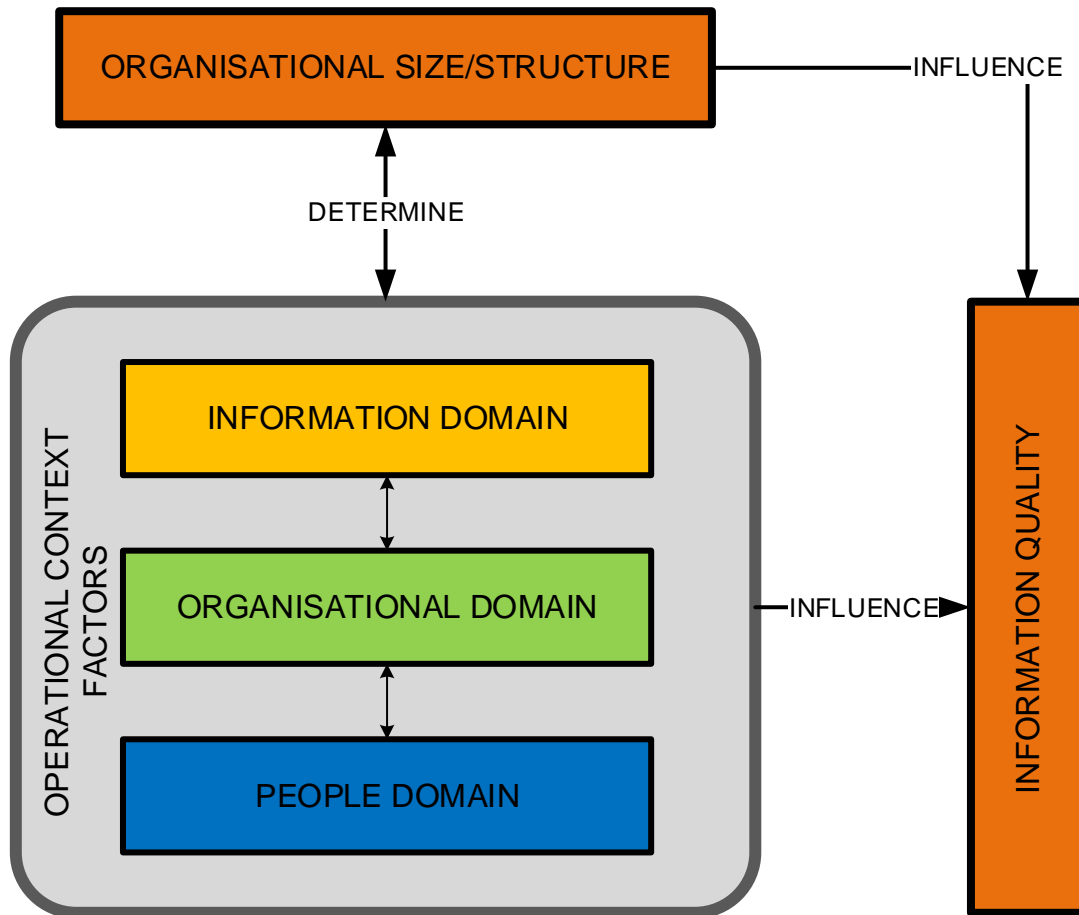 ORGANISATIONAL SIZE/STRUCTURE
INFLUENCE
DETERMINE
OPERATIONAL CONTEXT
FACTORS
INFORMATION DOMAIN
ORGANISATIONAL DOMAIN
PEOPLE DOMAIN
INFLUENCE
INFORMATION QUALITY